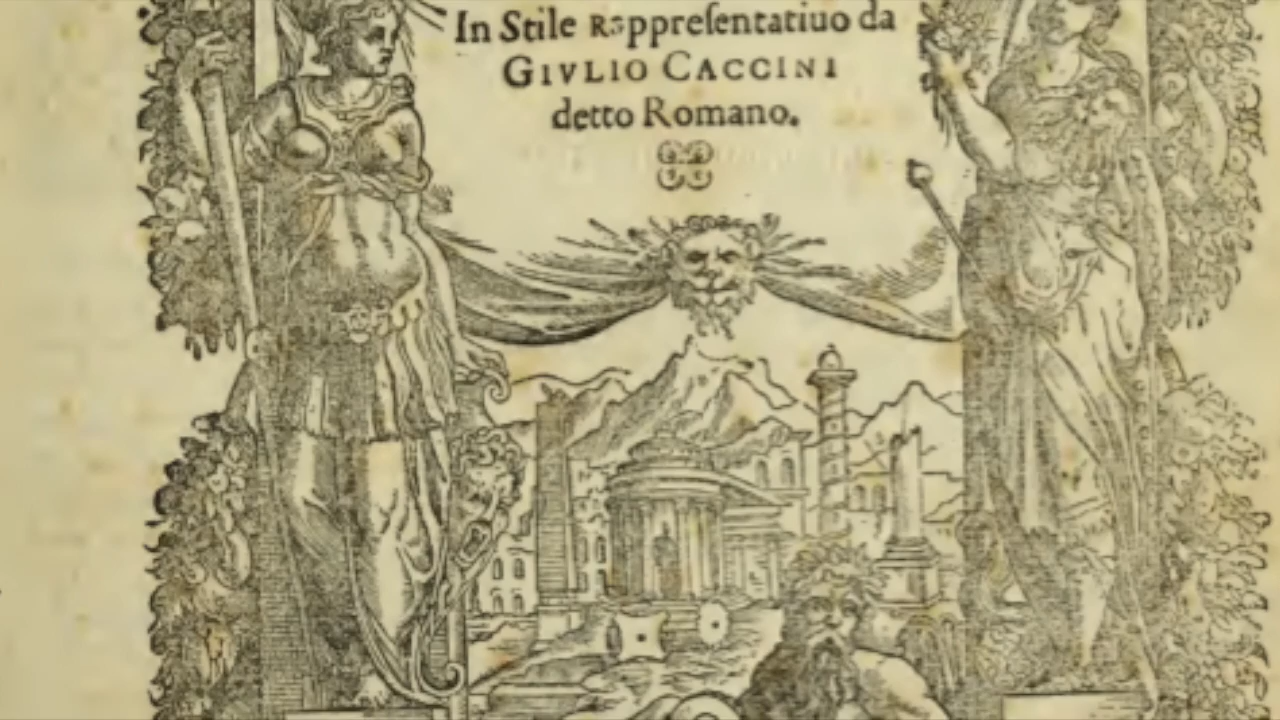 In Stile Rappreſentatiuo da
GIVLIO CACCINI
detto Romano.